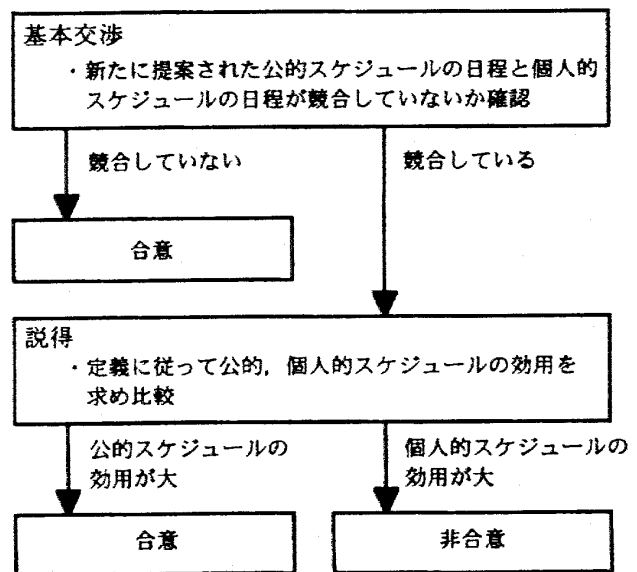 基本交渉
・新たに提案された公的スケジュールの日程と個人的
スケジュールの日程が競合していないか確認
競合していない
競合している
合意
説得
・定義に従って公的，個人的スケジュールの効用を
求め比較
公的スケジュールの
効用が大
個人的スケジュールの
効用が大
合意
非合意